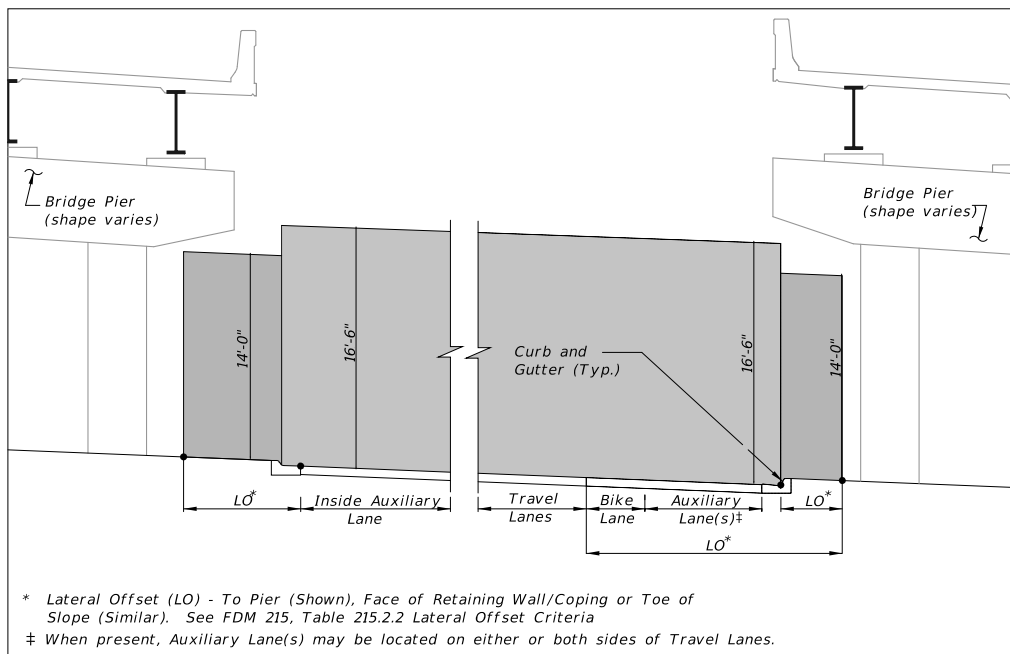 Bridge Pier
(shape varies)
Bridge Pier
(shape varies)
14'-0"
16'-6"
Curb and
Gutter (Typ.)
16'-6"
14'-0"
LO*
Inside Auxiliary
Lane
Travel
Lanes
Bike
Lane
Auxiliary
Lane(s)‡
LO*
LO*
* Lateral Offset (LO) - To Pier (Shown), Face of Retaining Wall/Coping or Toe of
Slope (Similar). See FDM 215, Table 215.2.2 Lateral Offset Criteria
‡ When present, Auxiliary Lane(s) may be located on either or both sides of Travel Lanes.